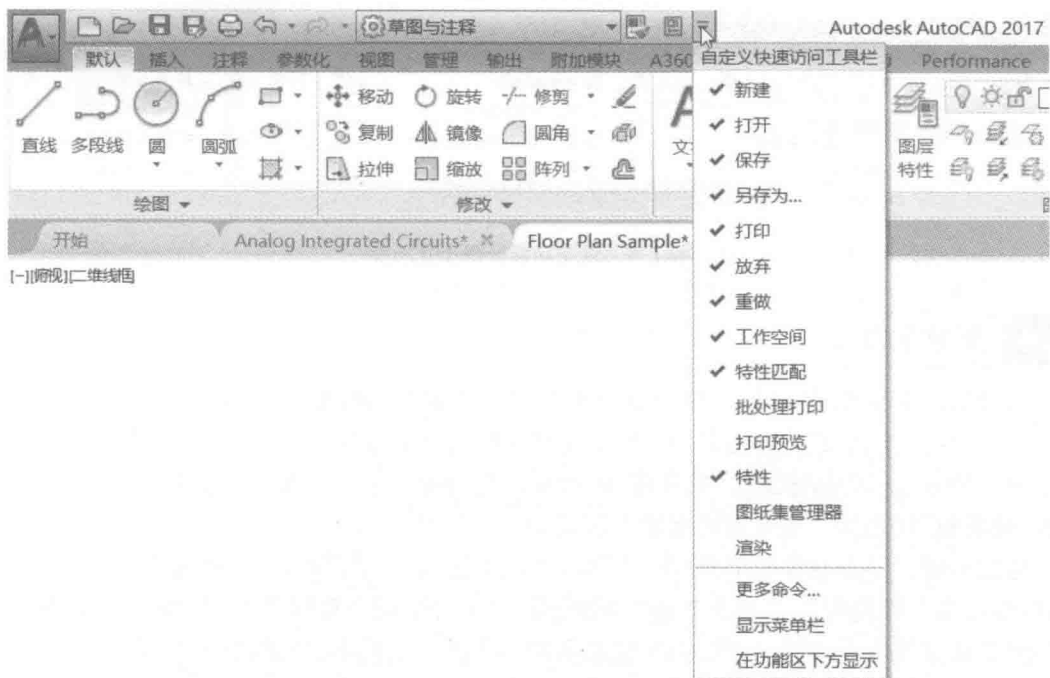 草图与注释
Autodesk AutoCAD 2017
默认 插入 注释 参数化 视图 管理 输出 附加模块 A360 Performance
自定义快速访问工具栏
直线 多段线 圆 圆弧
移动 旋转 修剪
复制 镜像 圆角
拉伸 缩放 阵列
图层
特性
绘图 修改
开始 Analog Integrated Circuits* Floor Plan Sample*
[-][俯视][二维线框]
新建
打开
保存
另存为...
打印
放弃
重做
工作空间
特性匹配
批处理打印
打印预览
特性
图纸集管理器
渲染
更多命令...
显示菜单栏
在功能区下方显示